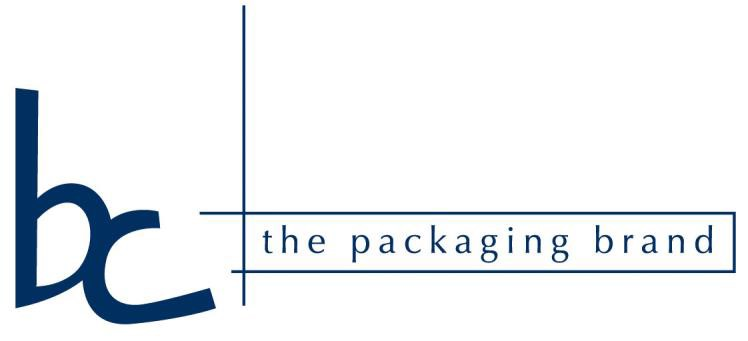 bc
the packaging brand